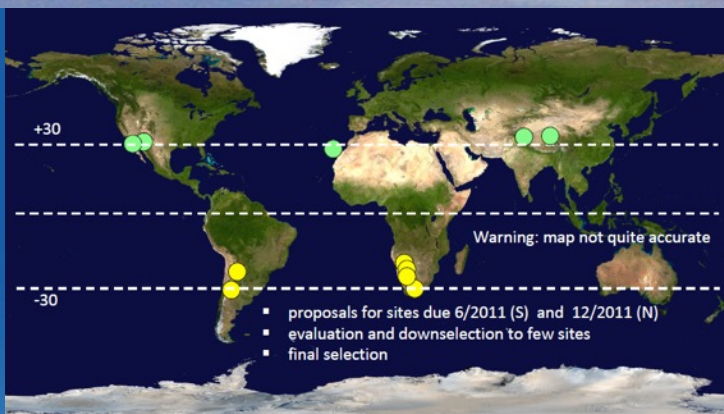 +30
Warning: map not quite accurate
-30
▪ proposals for sites due 6/2011 (S) and 12/2011 (N)
▪ evaluation and downselection to few sites
▪ final selection